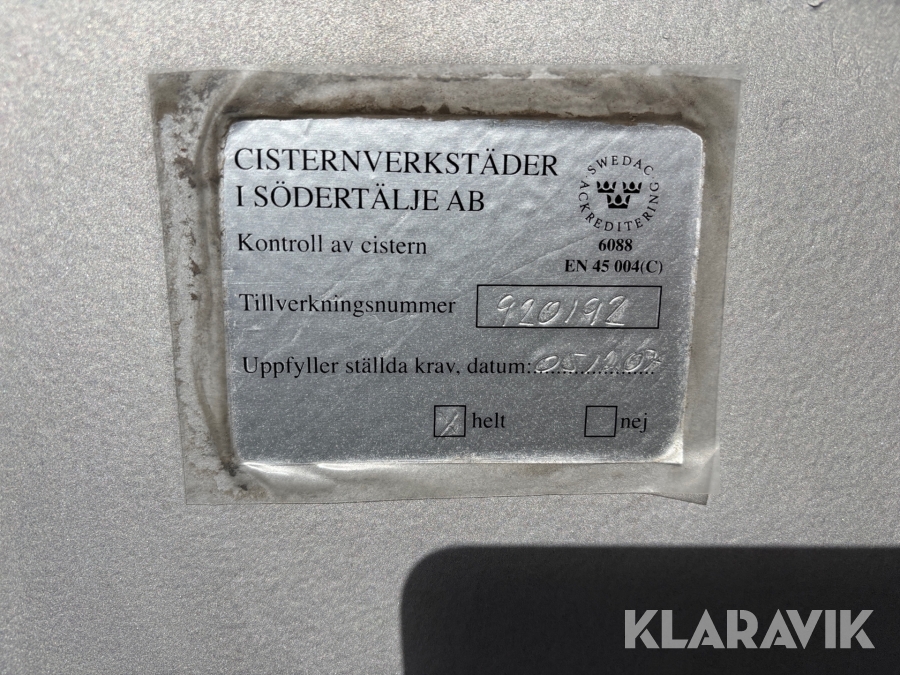 CISTERNVERKSTÄDER
I SÖDERTÄLJE AB
SWEDAC
ACKREDITERING
6088
EN 45 004(C)
Kontroll av cistern
Tillverkningsnummer 920192
Uppfyller ställda krav, datum:
helt nej
KLARAVIK